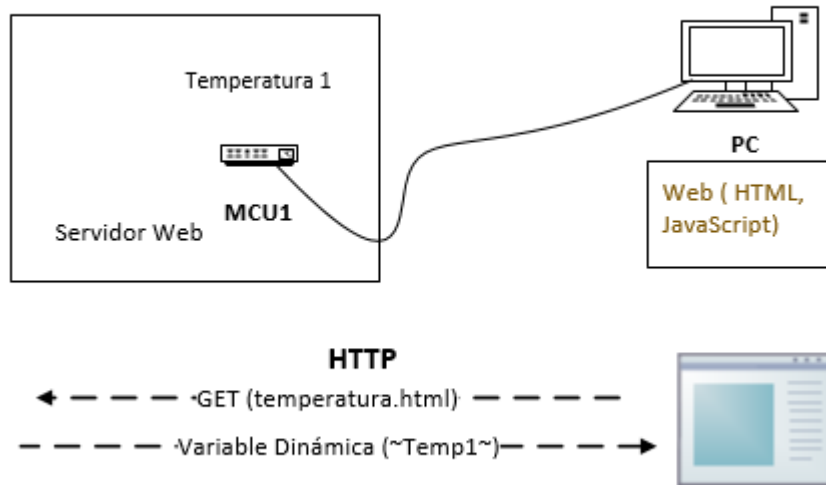 Temperatura 1
MCU1
Servidor Web
PC
Web ( HTML,
JavaScript)
HTTP
GET (temperatura.html)
Variable Dinámica (~Temp1~)